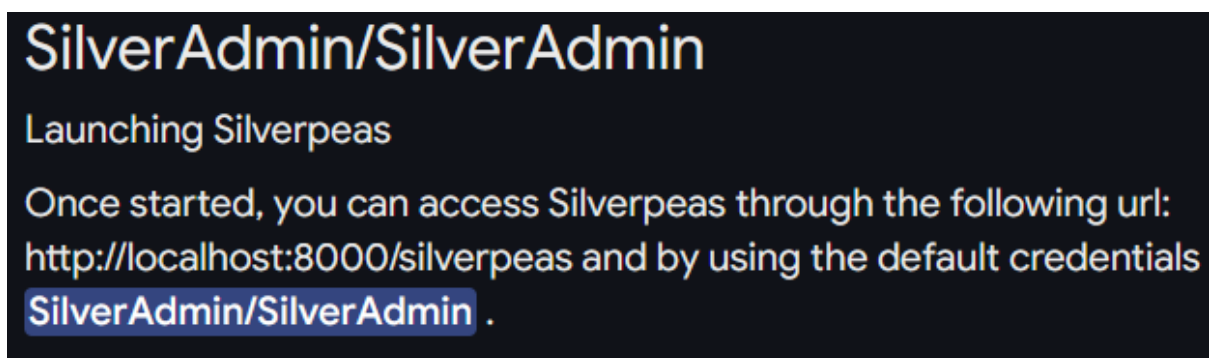 SilverAdmin/SilverAdmin
Launching Silverpeas
Once started, you can access Silverpeas through the following url:
http://localhost:8000/silverpeas and by using the default credentials
SilverAdmin/SilverAdmin .